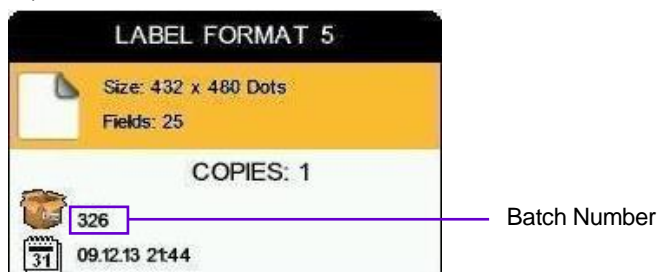 LABEL FORMAT 5
Size: 432 x 480 Dots
Fields: 25
COPIES: 1
326
Batch Number
31
09.12.13 21:44